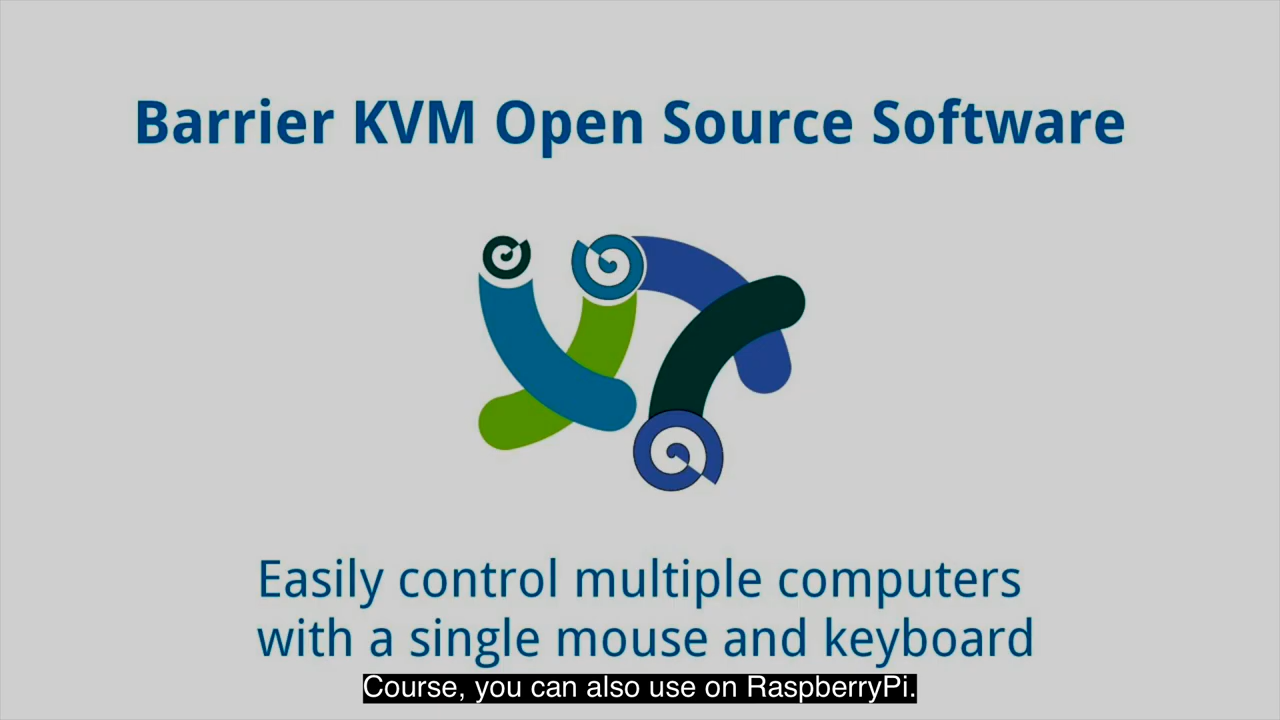 Barrier KVM Open Source Software
Easily control multiple computers
with a single mouse and keyboard
Course, you can also use on RaspberryPi.